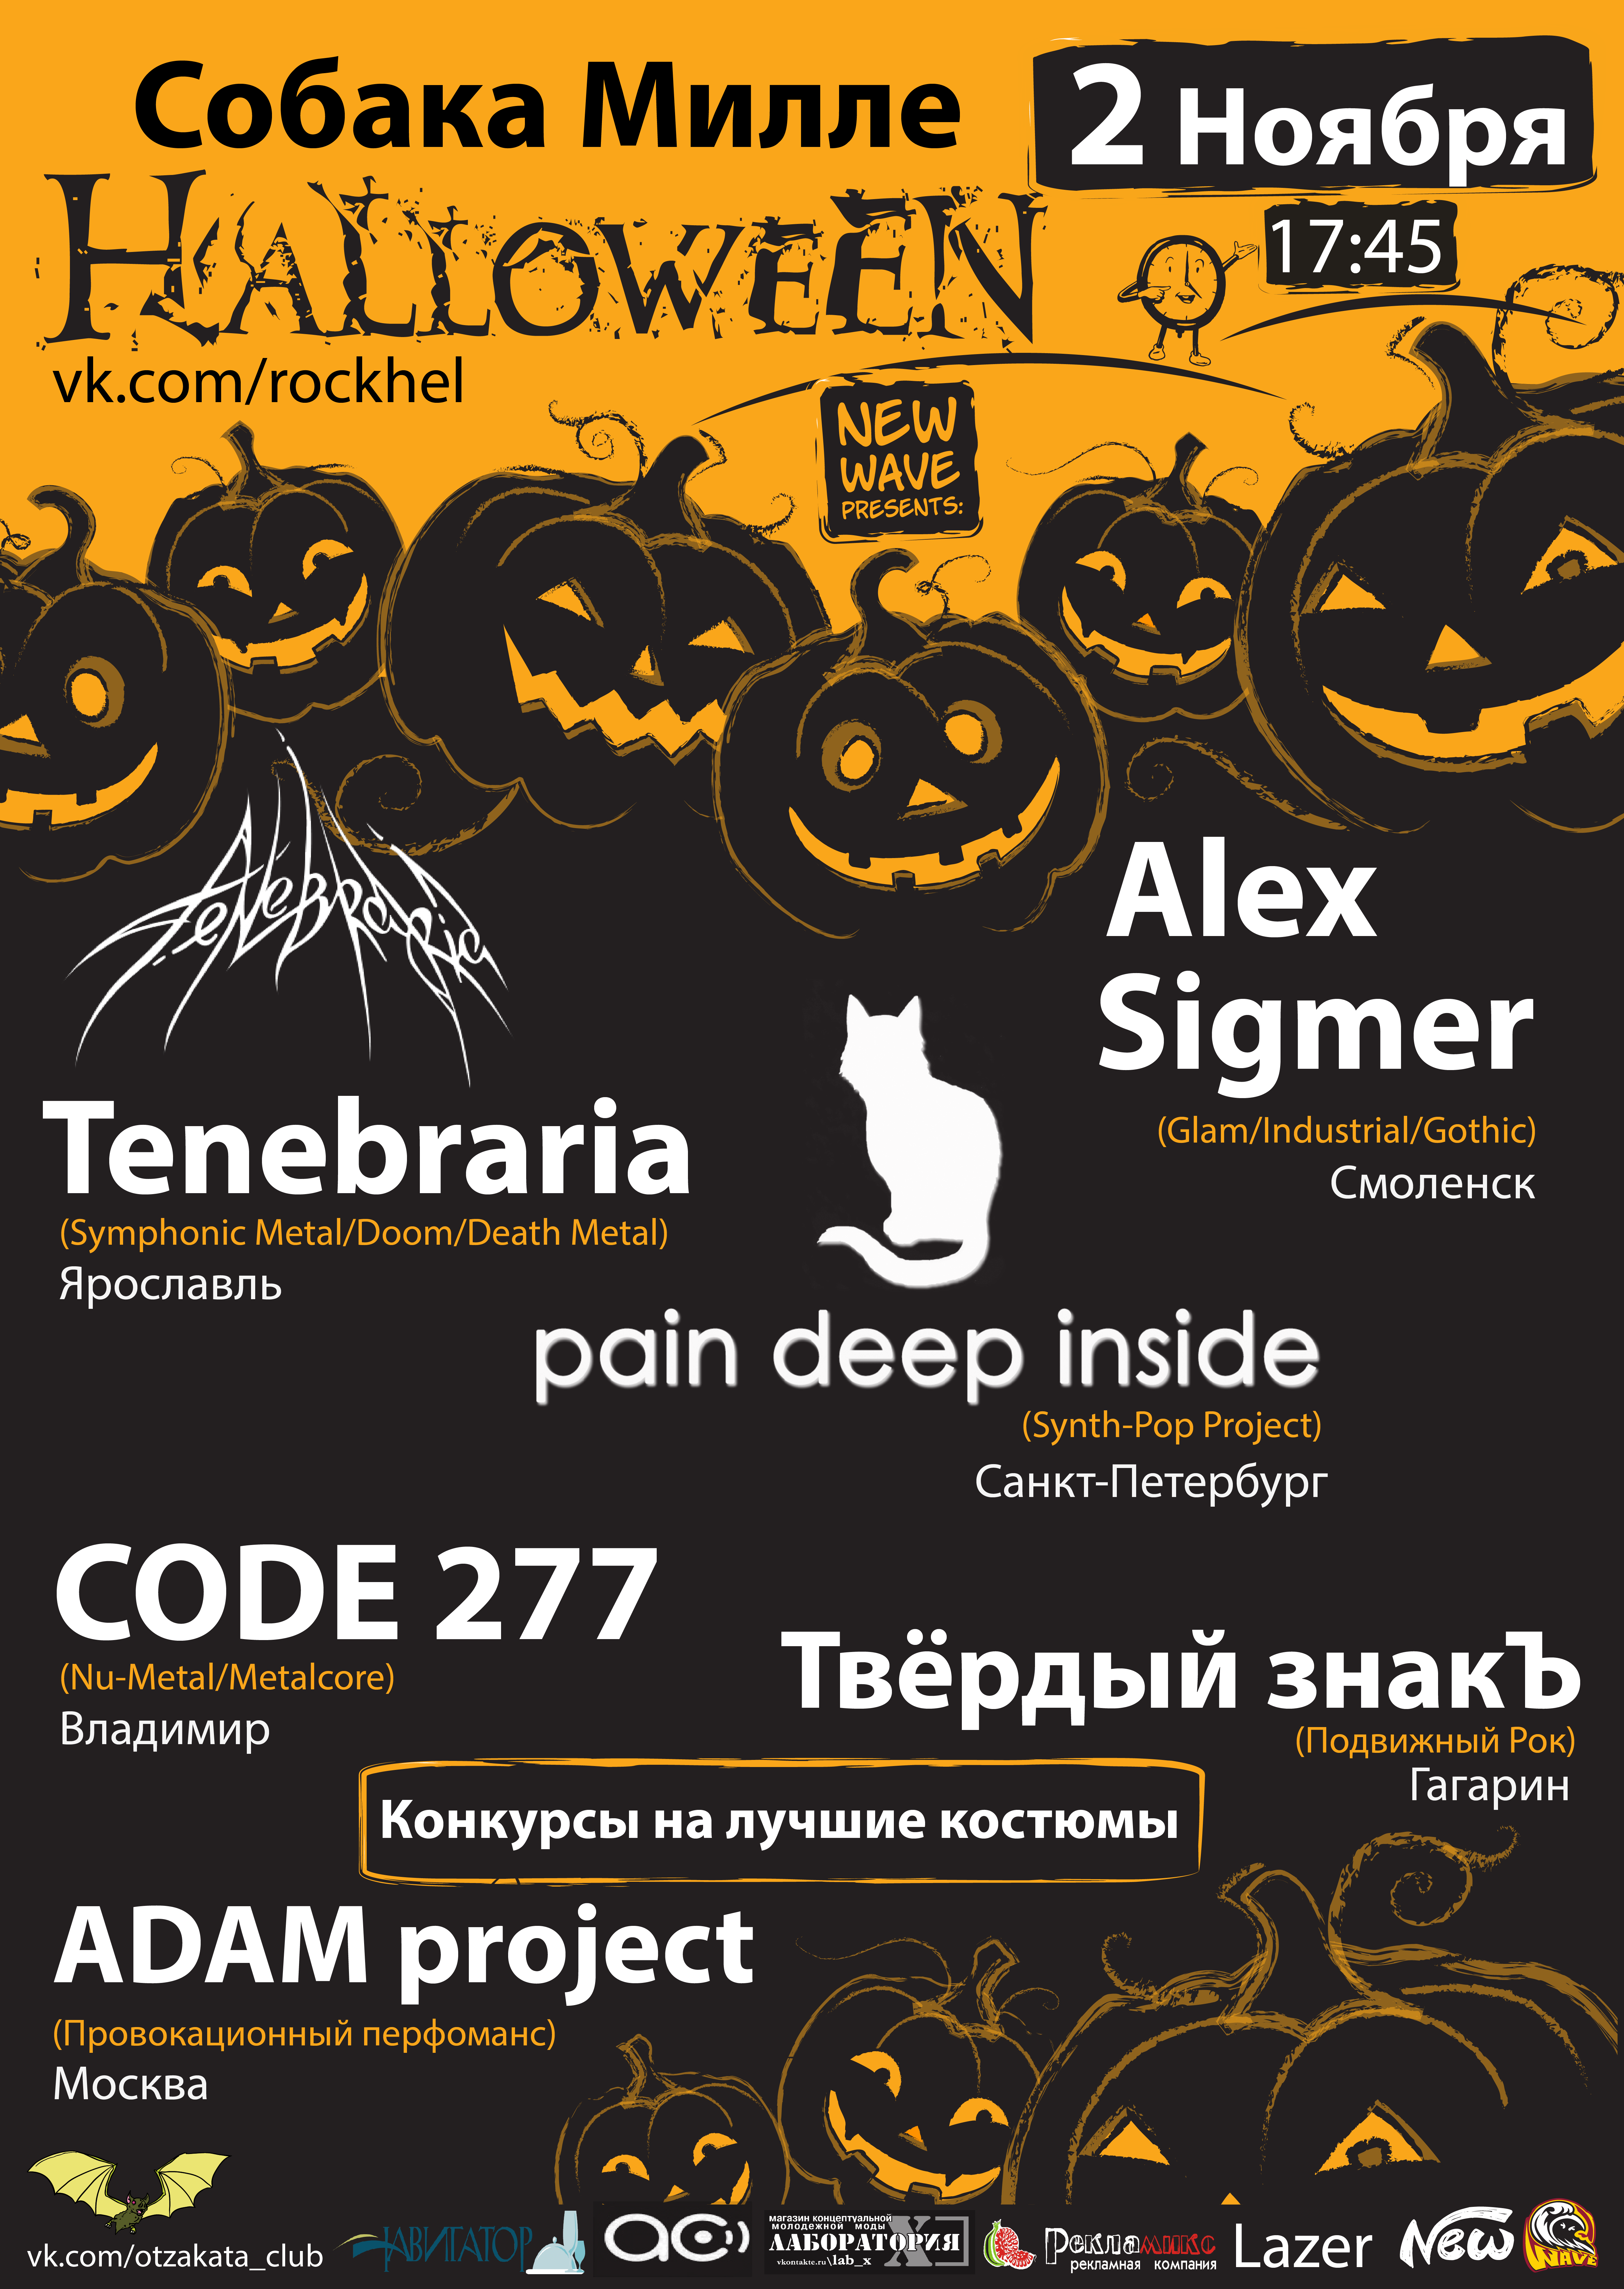 Собака Милле
2 Ноября
HALLOWEEN
17:45
vk.com/rockhel
NEW
WAVE
PRESENTS:
Tenebraria
Alex
Sigmer
(Glam/Industrial/Gothic)
Смоленск
Tenebraria
(Symphonic Metal/Doom/Death Metal)
Ярославль
pain deep inside
(Synth-Pop Project)
Санкт-Петербург
CODE 277
(Nu-Metal/Metalcore)
Владимир
Твёрдый знакЪ
(Подвижный Рок)
Гагарин
Конкурсы на лучшие костюмы
ADAM project
(Провокационный перфоманс)
Москва
vk.com/otzakata_club
НАВИГАТОР
магазин концептуальной
молодежной моды
ЛАБОРАТОРИЯ X
vkontakte.ru\lab_x
Рекламикс
рекламная компания
Lazer
New
WAVE